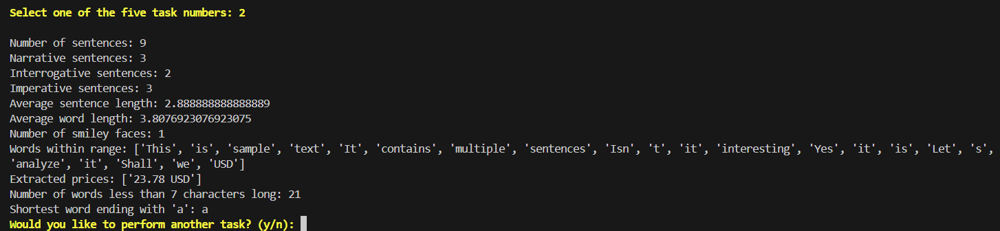 Select one of the five task numbers: 2
Number of sentences: 9
Narrative sentences: 3
Interrogative sentences: 2
Imperative sentences: 3
Average sentence length: 2.888888888888889
Average word length: 3.8076923076923075
Number of smiley faces: 1
Words within range: ['This', 'is', 'sample', 'text', 'It', 'contains', 'multiple', 'sentences', 'Isn', 't', 'it', 'interesting', 'Yes', 'it', 'is', 'Let', 's',
'analyze', 'it', 'Shall', 'we', 'USD']
Extracted prices: ['23.78 USD']
Number of words less than 7 characters long: 21
Shortest word ending with 'a': a
Would you like to perform another task? (y/n):